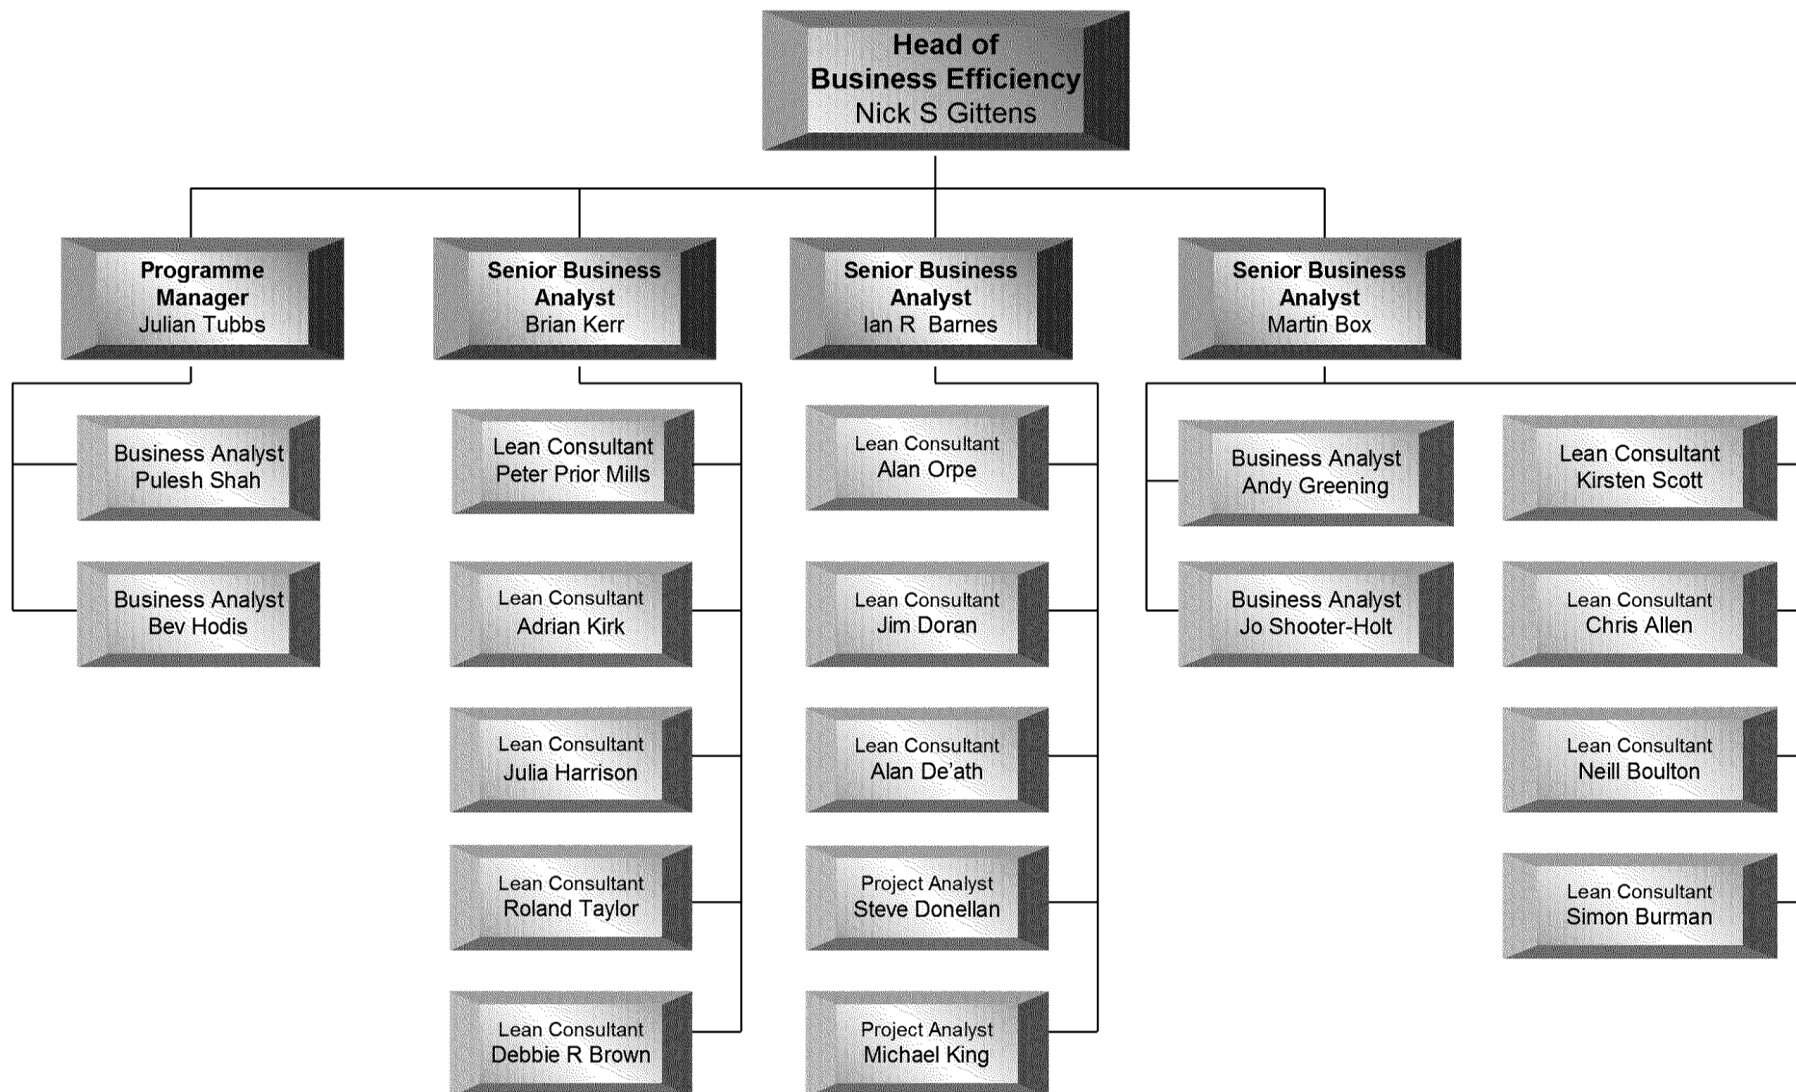 Head of
Business Efficiency
Nick S Gittens
Programme
Manager
Julian Tubbs
Senior Business
Analyst
Brian Kerr
Senior Business
Analyst
Ian R  Barnes
Senior Business
Analyst
Martin Box
Business Analyst
Pulesh Shah
Business Analyst
Bev Hodis
Lean Consultant
Peter Prior Mills
Lean Consultant
Adrian Kirk
Lean Consultant
Julia Harrison
Lean Consultant
Roland Taylor
Lean Consultant
Debbie R Brown
Lean Consultant
Alan Orpe
Lean Consultant
Jim Doran
Lean Consultant
Alan De’ath
Project Analyst
Steve Donellan
Project Analyst
Michael King
Business Analyst
Andy Greening
Business Analyst
Jo Shooter-Holt
Lean Consultant
Kirsten Scott
Lean Consultant
Chris Allen
Lean Consultant
Neill Boulton
Lean Consultant
Simon Burman